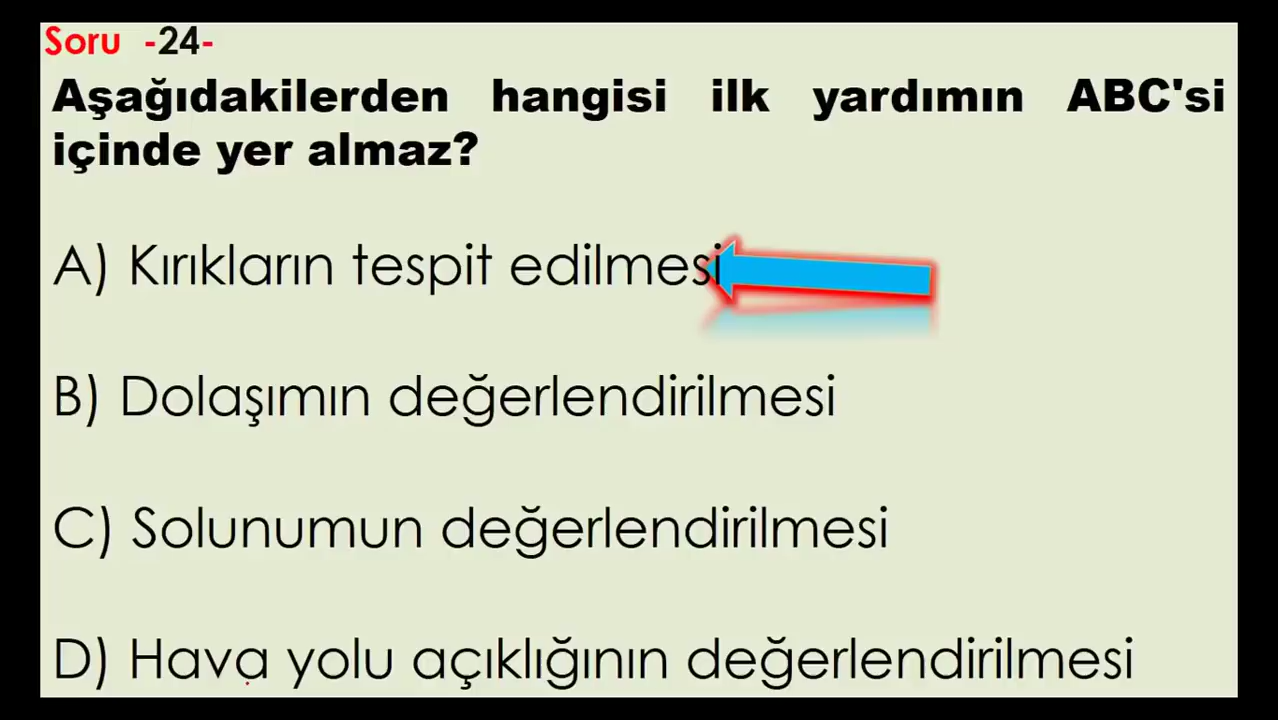 Soru -24-
Aşağıdakilerden hangisi ilk yardımın ABC'si
içinde yer almaz?
A) Kırıkların tespit edilmesi
B) Dolaşımın değerlendirilmesi
C) Solunumun değerlendirilmesi
D) Hava yolu açıklığının değerlendirilmesi